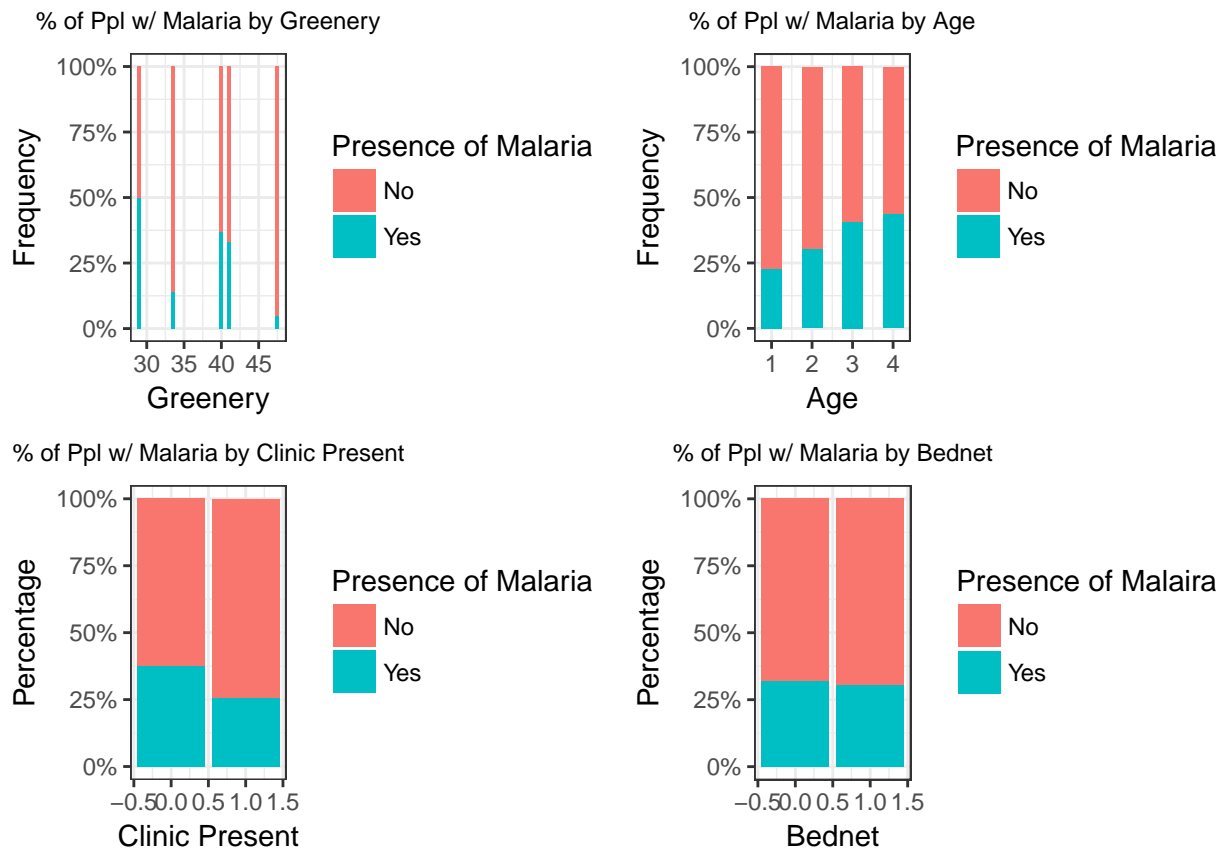 % of Ppl w/ Malaria by Greenery
100%
75%
50%
25%
0%
Frequency
30 35 40 45
Greenery
Presence of Malaria
No
Yes
% of Ppl w/ Malaria by Age
100%
75%
50%
25%
0%
Frequency
1 2 3 4
Age
Presence of Malaria
No
Yes
% of Ppl w/ Malaria by Clinic Present
100%
75%
50%
25%
0%
Percentage
−0.5 0.0 0.5 1.0 1.5
Clinic Present
Presence of Malaria
No
Yes
% of Ppl w/ Malaria by Bednet
100%
75%
50%
25%
0%
Percentage
−0.5 0.0 0.5 1.0 1.5
Bednet
Presence of Malaira
No
Yes